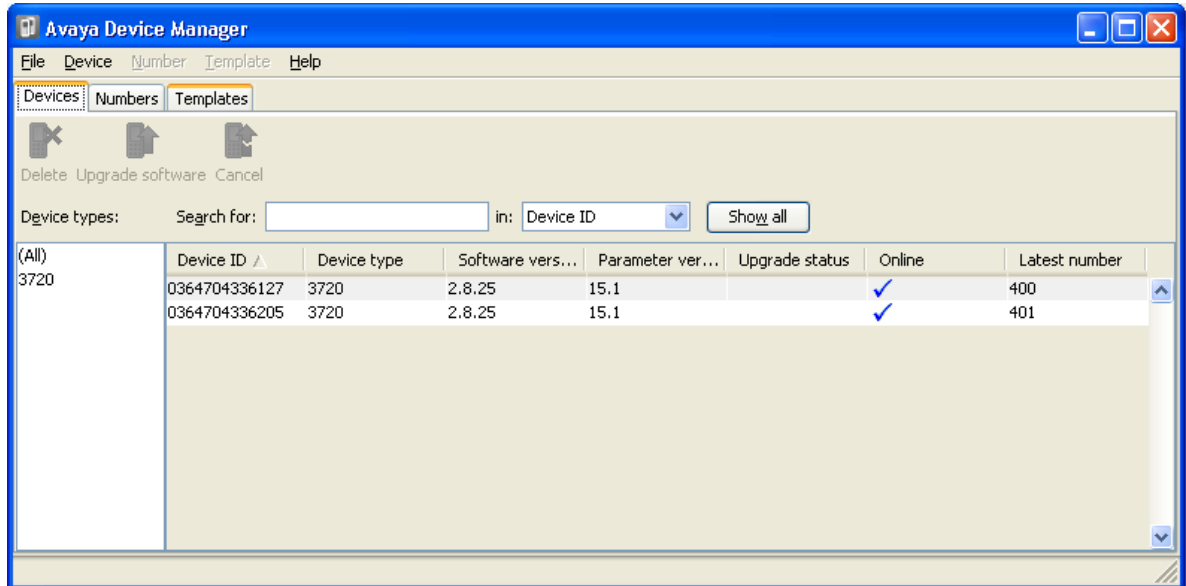 Avaya Device Manager
File Device Number Template Help
Devices Numbers Templates
Delete Upgrade software Cancel
Device types: Search for: in: Device ID Show all
(All)
3720
Device ID Device type Software vers... Parameter ver... Upgrade status Online Latest number
0364704336127 3720 2.8.25 15.1 400
0364704336205 3720 2.8.25 15.1 401